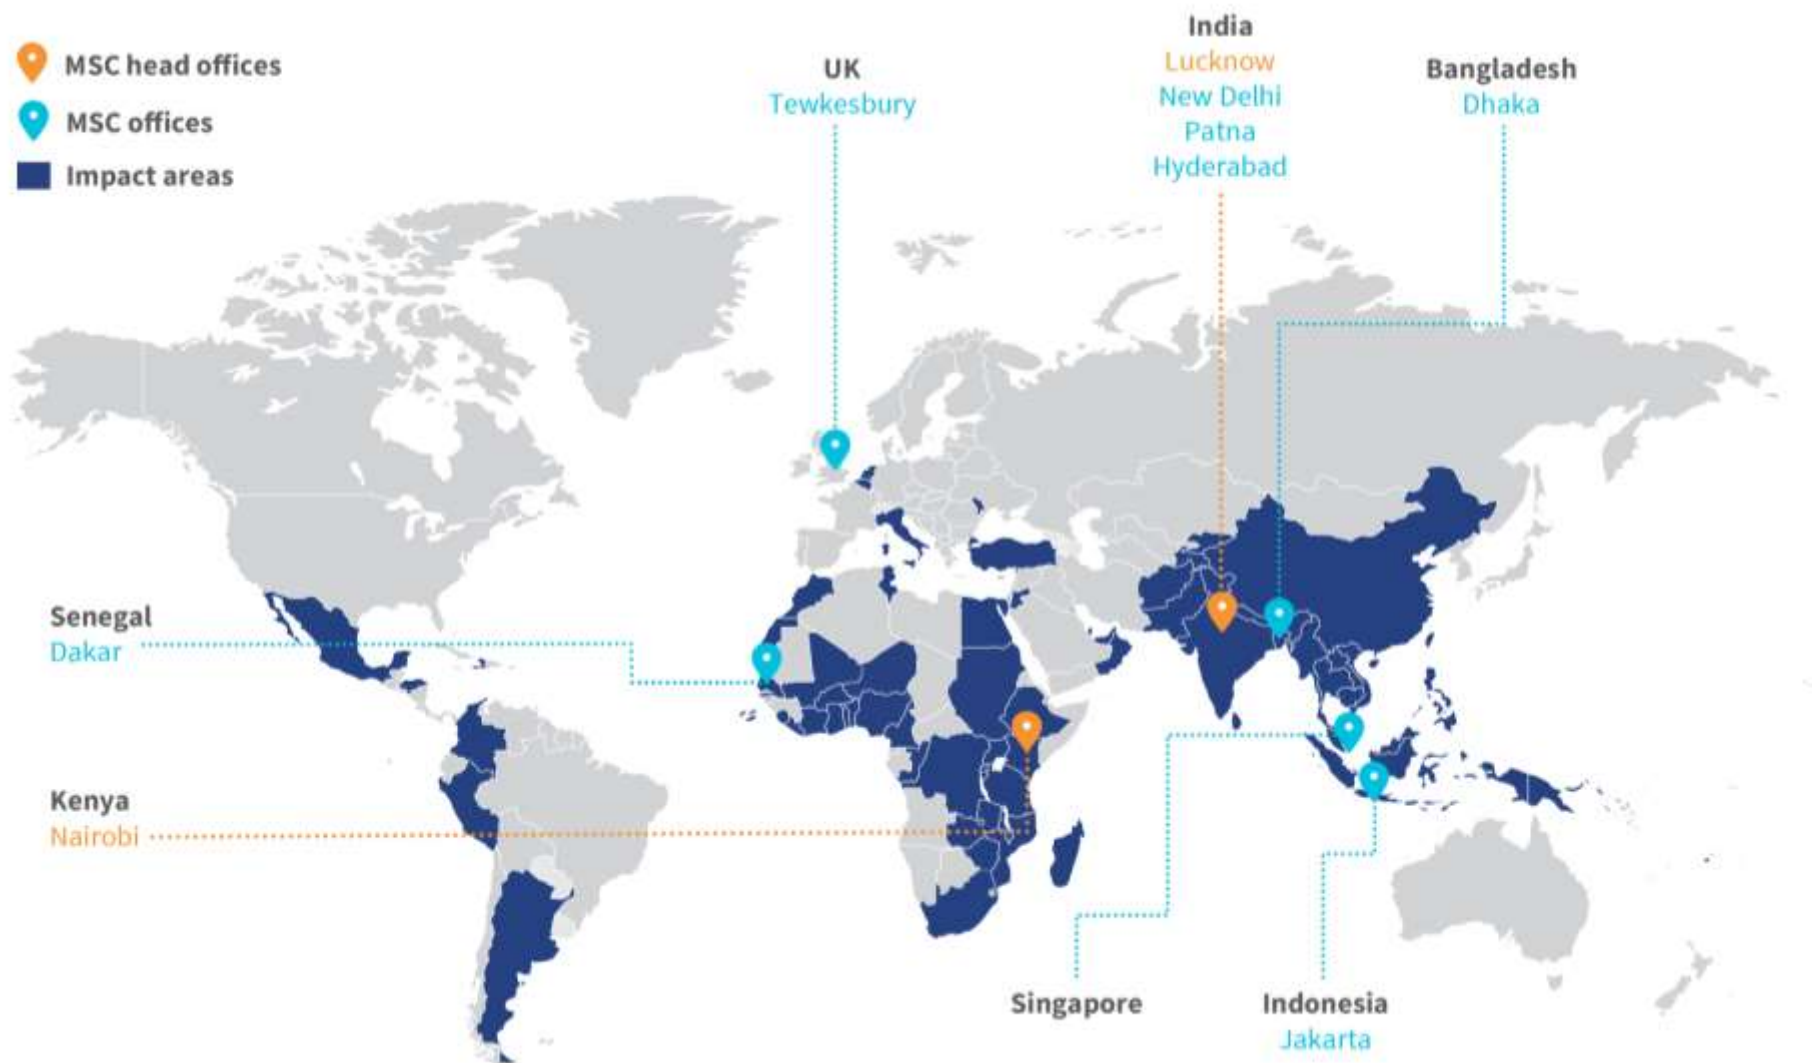 MSC head offices
MSC offices
Impact areas
UK
Tewkesbury
India
Lucknow
New Delhi
Patna
Hyderabad
Bangladesh
Dhaka
Senegal
Dakar
Kenya
Nairobi
Singapore
Indonesia
Jakarta